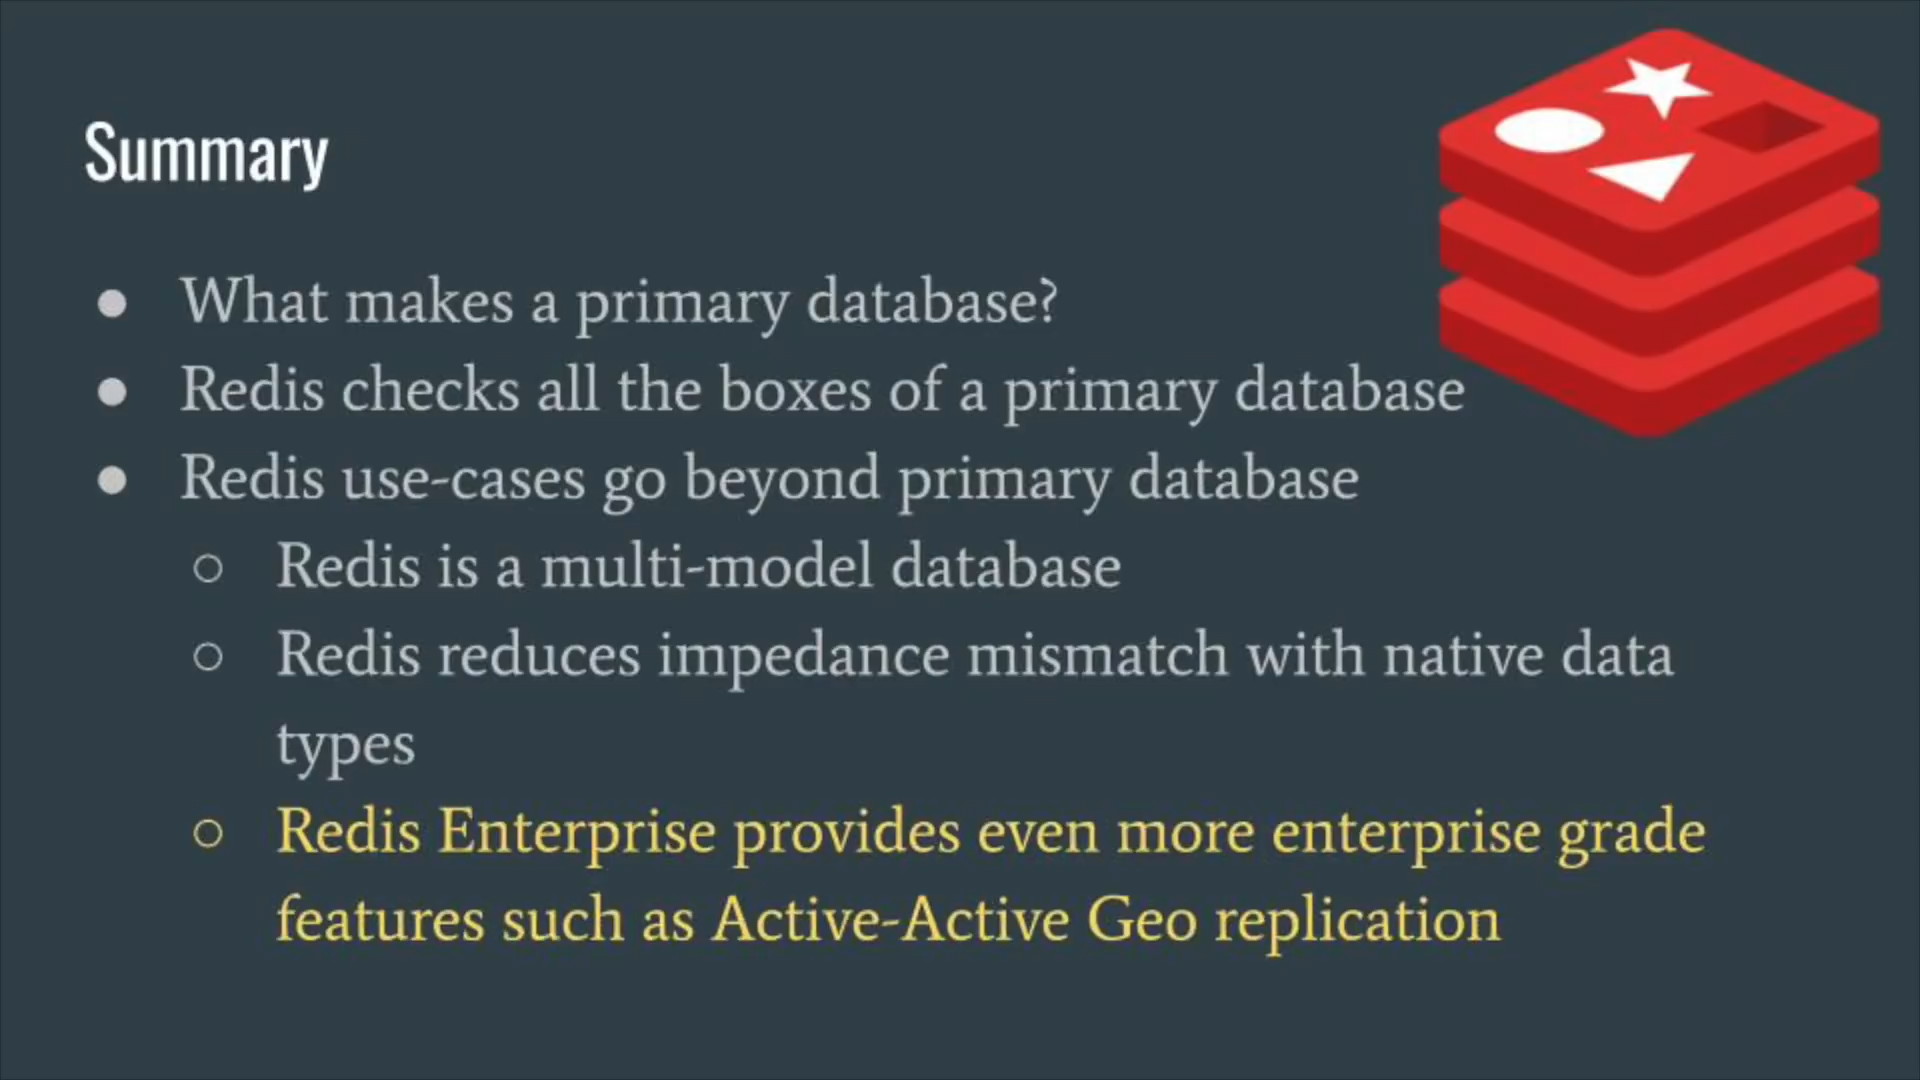 Summary
● What makes a primary database?
● Redis checks all the boxes of a primary database
● Redis use-cases go beyond primary database
○ Redis is a multi-model database
○ Redis reduces impedance mismatch with native data
types
○ Redis Enterprise provides even more enterprise grade
features such as Active-Active Geo replication